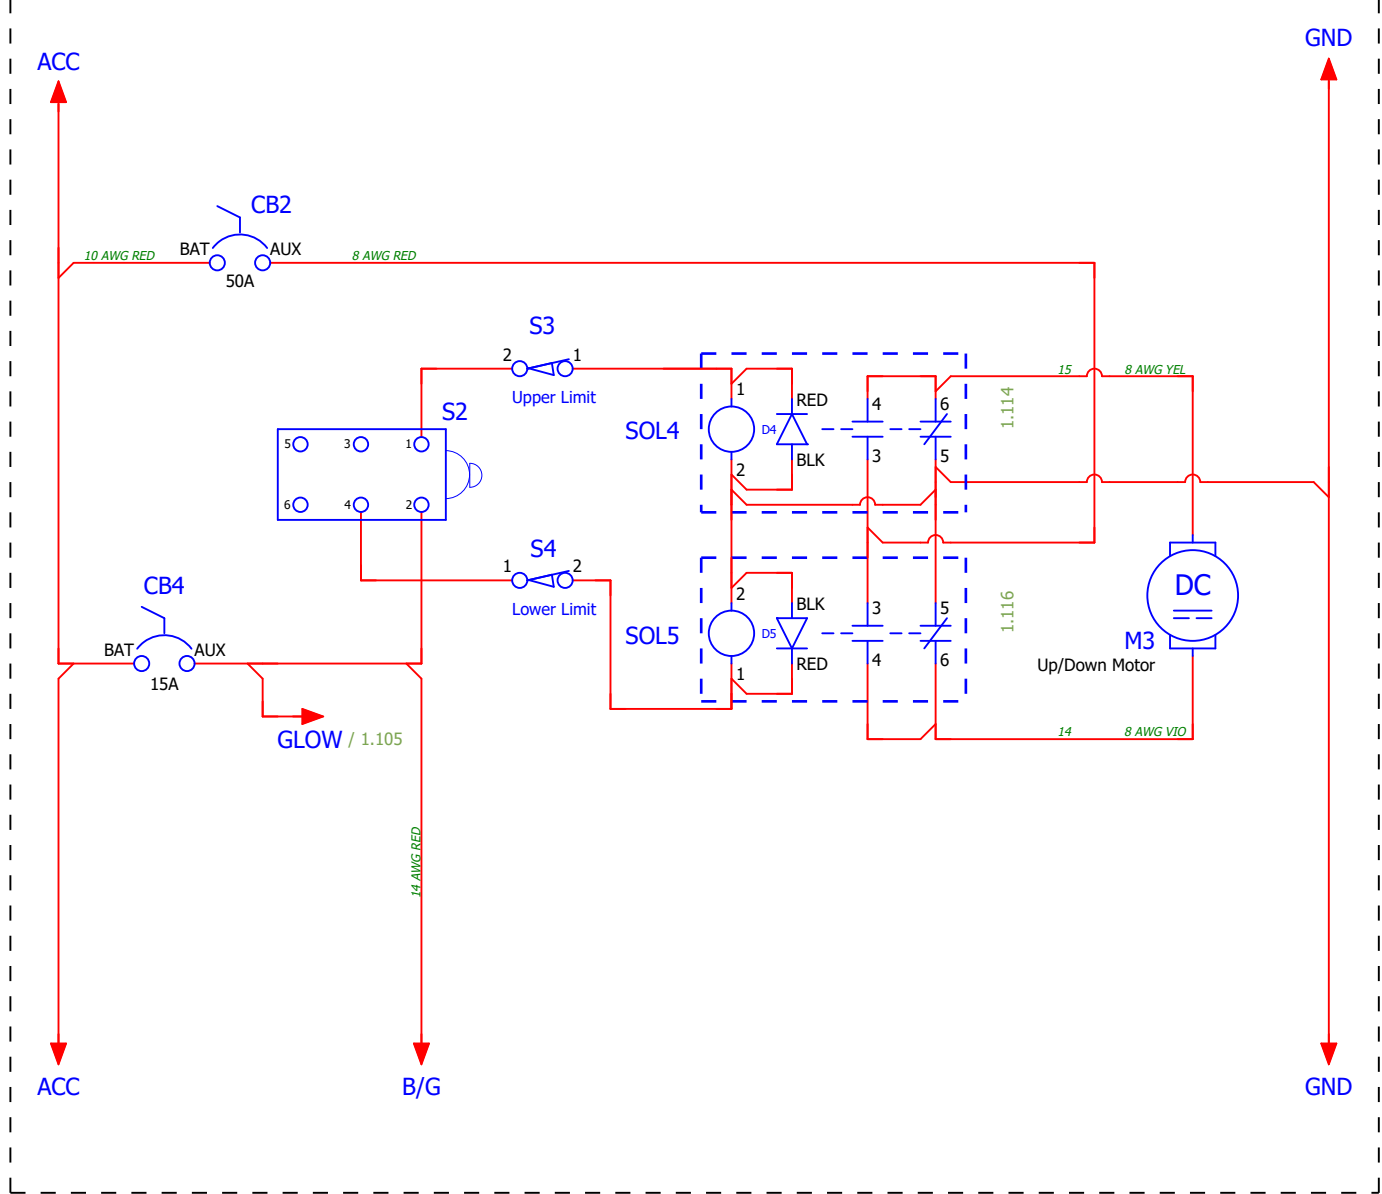 GND
ACC
CB2
BAT
AUX
10 AWG RED
8 AWG RED
50A
S3
2
1
Upper Limit
15
8 AWG YEL
1
RED
4
6
1.114
S2
SOL4
D4
5
3
1
BLK
3
5
2
6
4
2
S4
1
2
Lower Limit
CB4
BAT
AUX
15A
2
BLK
3
5
1.116
DC
SOL5
D5
M3
Up/Down Motor
1
RED
4
6
GLOW / 1.105
14
8 AWG VIO
14 AWG RED
ACC
B/G
GND